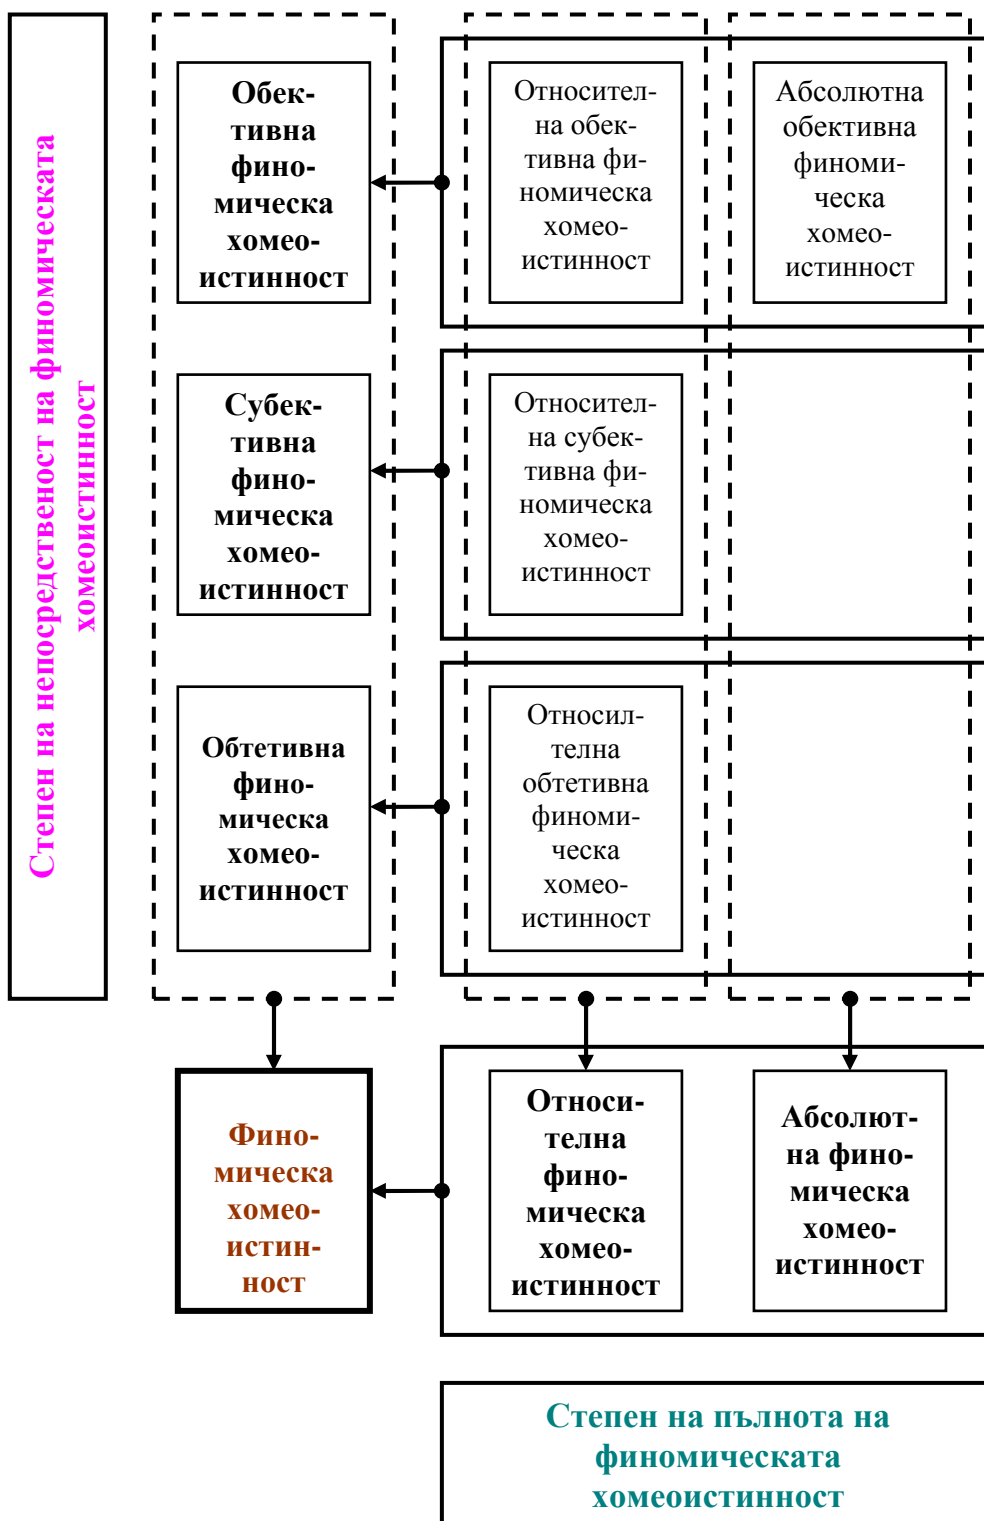 Степен на непосредственост на финомическата
хомеоистинност
Обек-
тивна
фино-
мическа
хомео-
истинност
Относител-
на обек-
тивна фи-
номическа
хомео-
истинност
Абсолютна
обективна
финоми-
ческа
хомео-
истинност
Субек-
тивна
фино-
мическа
хомео-
истинност
Относител-
на субек-
тивна фи-
номическа
хомео-
истинност
Обтетивна
фино-
мическа
хомео-
истинност
Относил-
телна
обтетивна
финоми-
ческа
хомео-
истинност
Фино-
мическа
хомео-
истин-
ност
Относи-
телна
фино-
мическа
хомео-
истинност
Абсолют-
на фино-
мическа
хомео-
истинност
Степен на пълнота на
финомическата
хомеоистинност